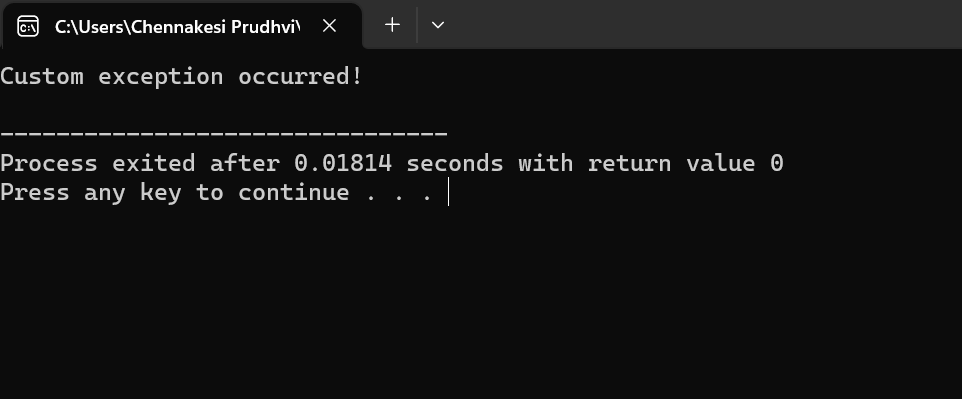 C:\Users\Chennakesi Prudhvi\
Custom exception occurred!
--------------------------------
Process exited after 0.01814 seconds with return value 0
Press any key to continue . . .